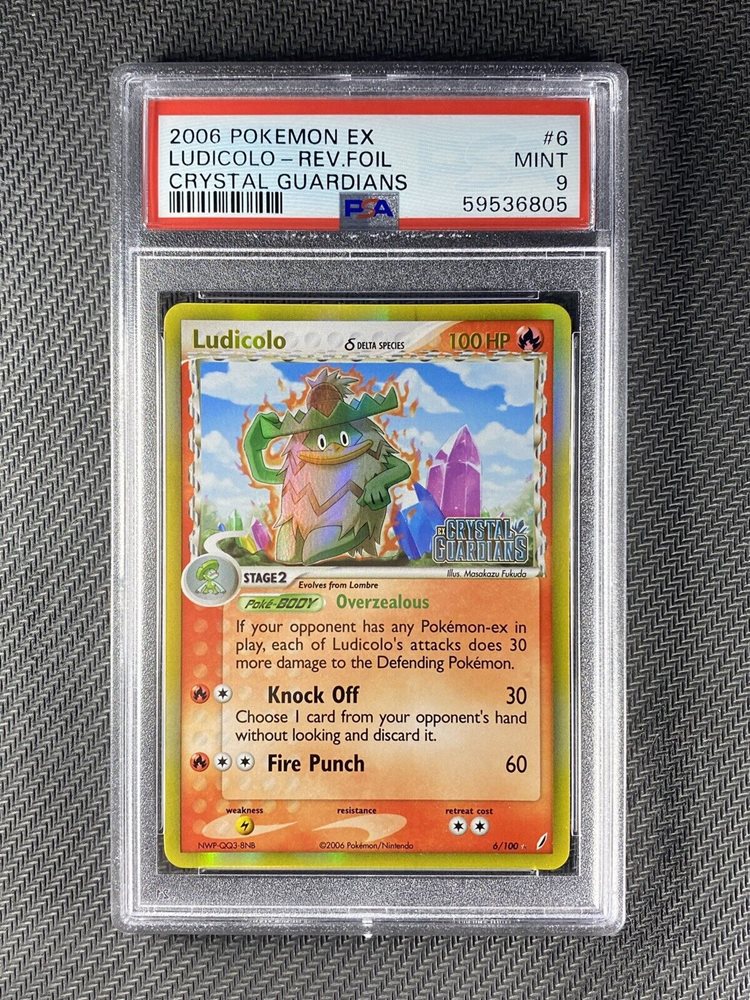 2006 POKEMON EX #6
LUDICOLO - REV.FOIL MINT
CRYSTAL GUARDIANS 9
PSA 59536805
Ludicolo δ DELTA SPECIES 100 HP
EX CRYSTAL
GUARDIANS
STAGE 2 Evolves from Lombre Illus. Masakazu Fukuda
Poké-BODY Overzealous
If your opponent has any Pokémon-ex in
play, each of Ludicolo's attacks does 30
more damage to the Defending Pokémon.
Knock Off 30
Choose 1 card from your opponent's hand
without looking and discard it.
Fire Punch 60
weakness resistance retreat cost
NWP-QQ3-8NB ©2006 Pokémon/Nintendo 6/100